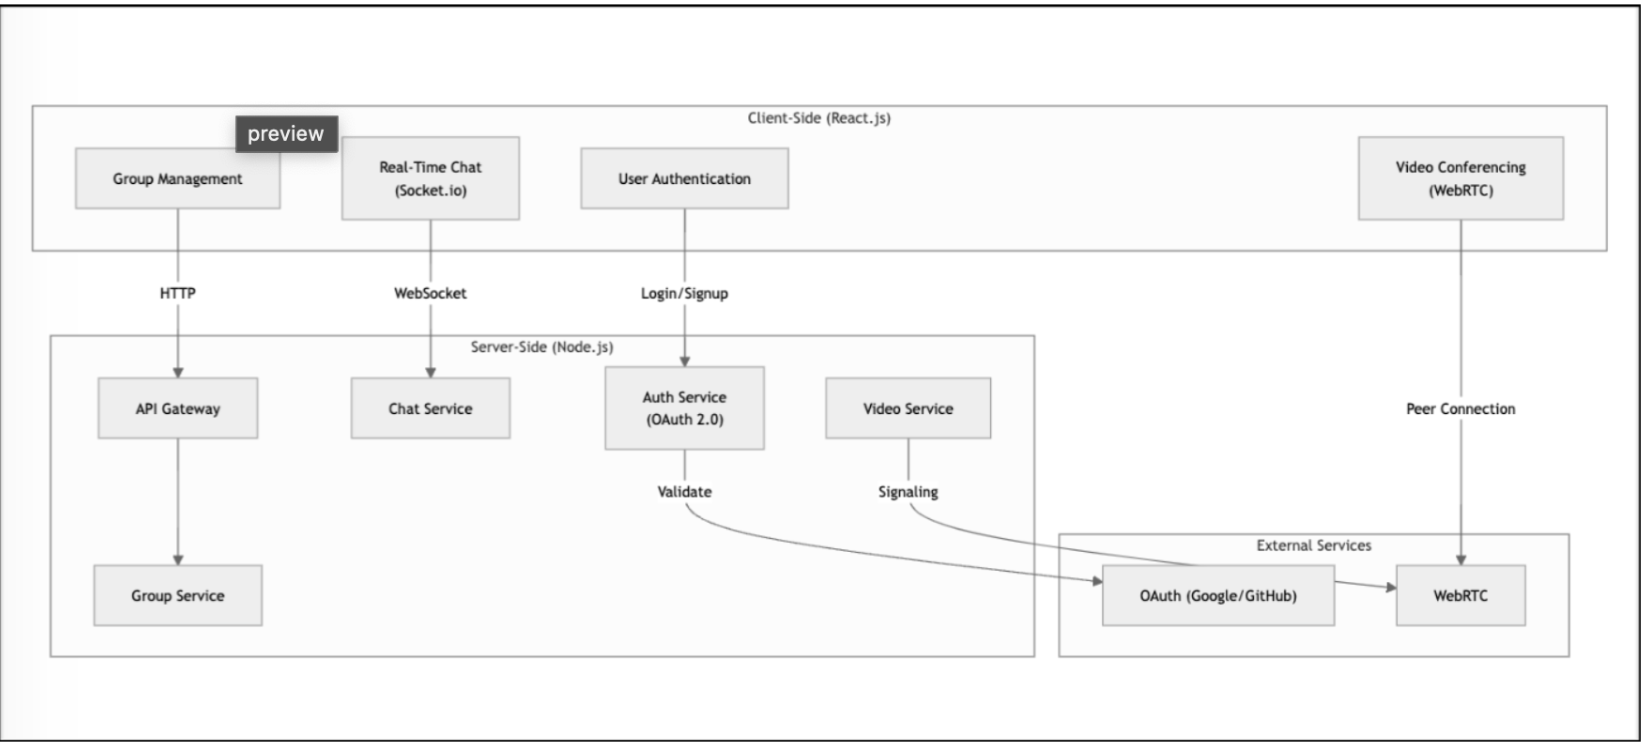 Client-Side (React.js)
preview
Group Management
Real-Time Chat
(Socket.io)
User Authentication
Video Conferencing
(WebRTC)
HTTP
WebSocket
Login/Signup
Server-Side (Node.js)
API Gateway
Chat Service
Auth Service
(OAuth 2.0)
Video Service
Peer Connection
Validate
Signaling
External Services
Group Service
OAuth (Google/GitHub)
WebRTC